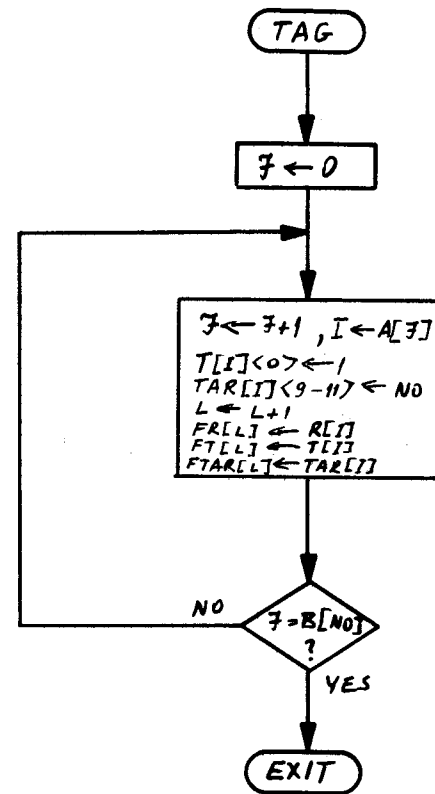 TAG
J ← 0
J ← J+1 , I ← A[J]
T[I]<0> ← 1
TAR[I]<9-11> ← NO
L ← L+1
FR[L] ← R[I]
FT[L] ← T[I]
FTAR[L] ← TAR[I]
NO
J = B[NO]
?
YES
EXIT